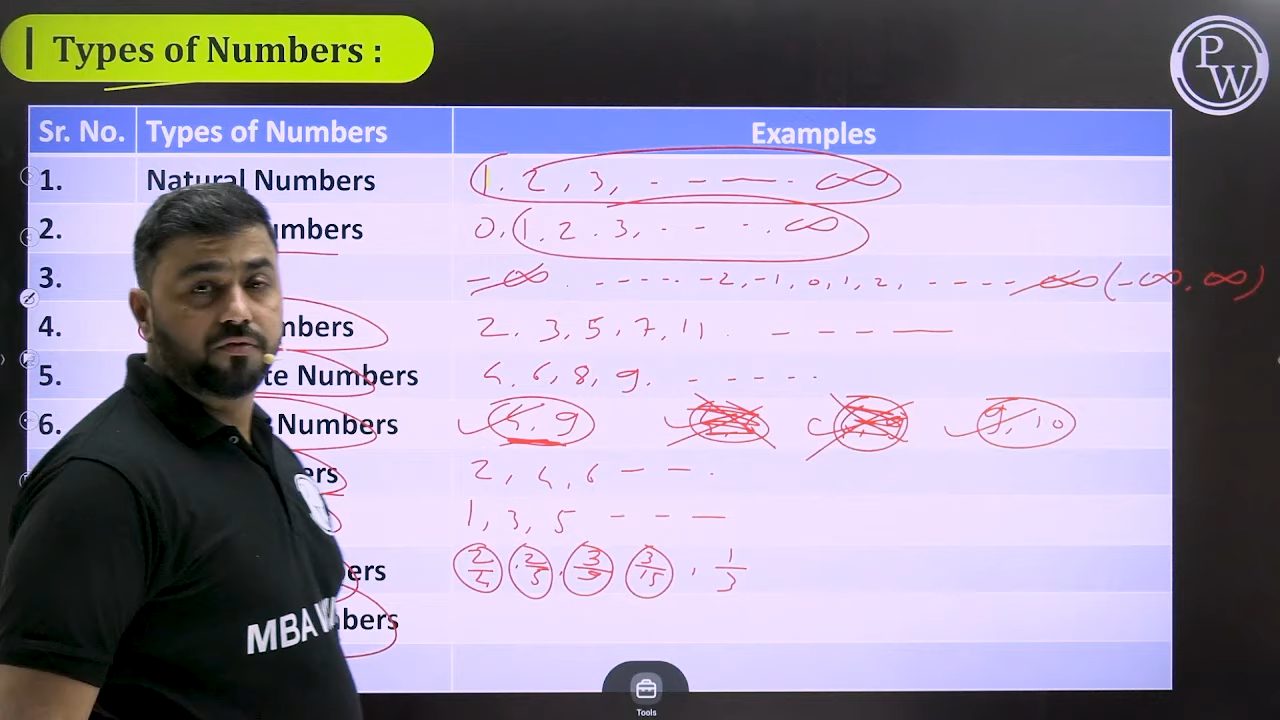 Types of Numbers :
PW
Sr. No. Types of Numbers Examples
1. Natural Numbers 1, 2, 3, . - — . ∞
2. umbers 0, 1, 2, 3, . - - . ∞
3. -∞ . - - - - -2, -1, 0, 1, 2, - - - - ∞ (-∞, ∞)
4. mbers 2, 3, 5, 7, 11 . - - - —
5. te Numbers 4, 6, 8, 9, . - - - - .
6. Numbers 4, 9 9, 10
ers 2, 4, 6 - - .
1, 3, 5 - - -
bers 2/4, 2/5, 3/9, 3/15, 1/3
mbers
MBA W
Tools